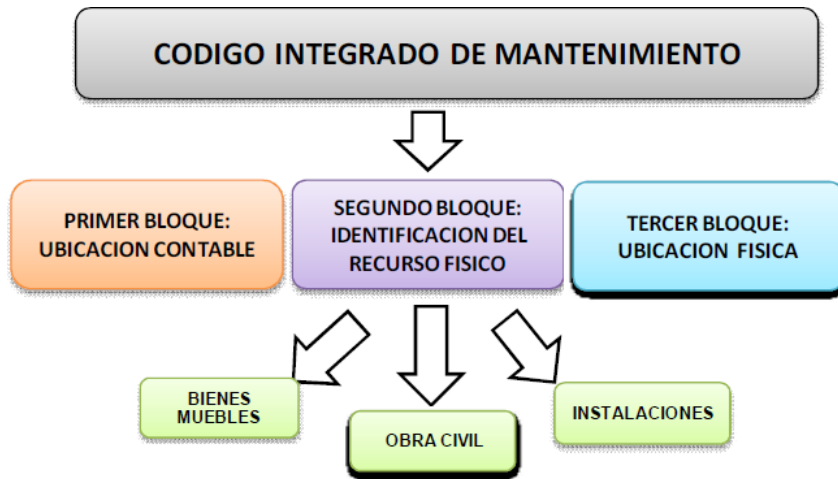 CODIGO INTEGRADO DE MANTENIMIENTO
PRIMER BLOQUE:
UBICACION CONTABLE
SEGUNDO BLOQUE:
IDENTIFICACION DEL
RECURSO FISICO
TERCER BLOQUE:
UBICACION FISICA
BIENES
MUEBLES
OBRA CIVIL
INSTALACIONES